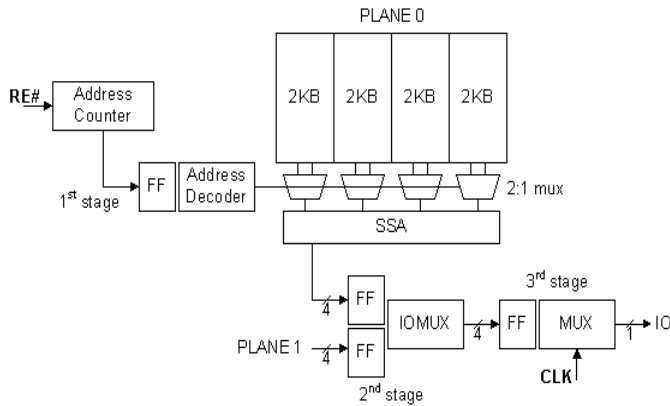 PLANE 0
2KB 2KB 2KB 2KB
RE#
Address
Counter
1st stage
FF
Address
Decoder
2:1 mux
SSA
3rd stage
4
FF
IOMUX
4
FF
MUX
1
IO
PLANE 1
4
FF
CLK
2nd stage